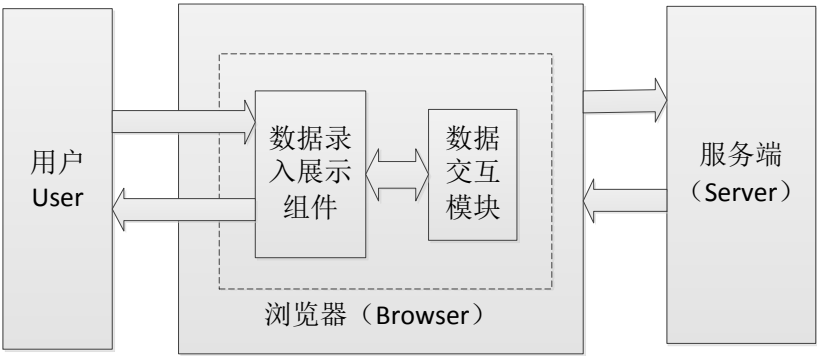 用户
User
数据录
入展示
组件
数据
交互
模块
浏览器（Browser）
服务端
（Server）